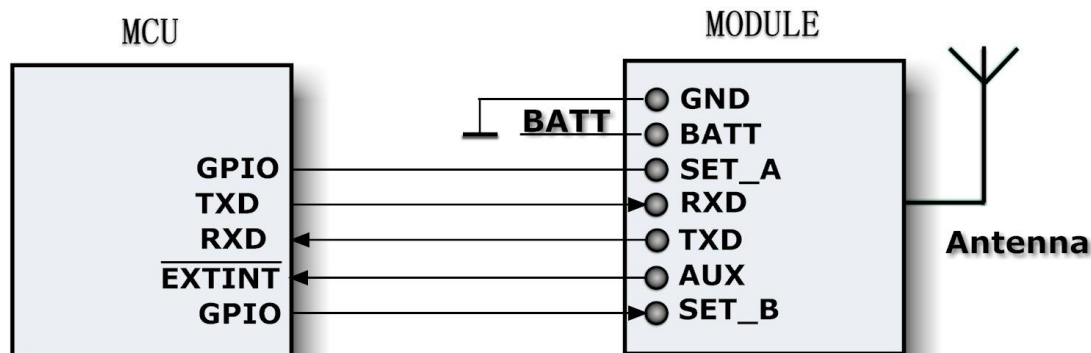 MCU
MODULE
GND
BATT
BATT
GPIO
SET_A
TXD
RXD
RXD
TXD
EXTINT
AUX
GPIO
SET_B
Antenna